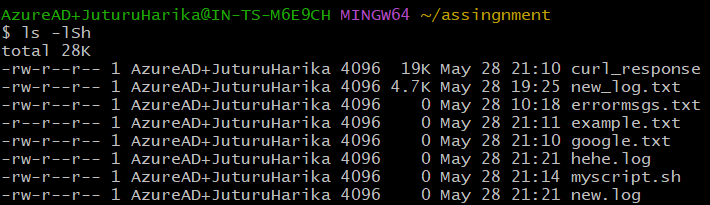 AzureAD+JuturuHarika@IN-TS-M6E9CH MINGW64 ~/assingnment
$ ls -lSh
total 28K
-rw-r--r-- 1 AzureAD+JuturuHarika 4096  19K May 28 21:10 curl_response
-rw-r--r-- 1 AzureAD+JuturuHarika 4096 4.7K May 28 19:25 new_log.txt
-rw-r--r-- 1 AzureAD+JuturuHarika 4096    0 May 28 10:18 errormsgs.txt
-r--r--r-- 1 AzureAD+JuturuHarika 4096    0 May 28 21:11 example.txt
-rw-r--r-- 1 AzureAD+JuturuHarika 4096    0 May 28 21:10 google.txt
-rw-r--r-- 1 AzureAD+JuturuHarika 4096    0 May 28 21:21 hehe.log
-rw-r--r-- 1 AzureAD+JuturuHarika 4096    0 May 28 21:14 myscript.sh
-rw-r--r-- 1 AzureAD+JuturuHarika 4096    0 May 28 21:21 new.log